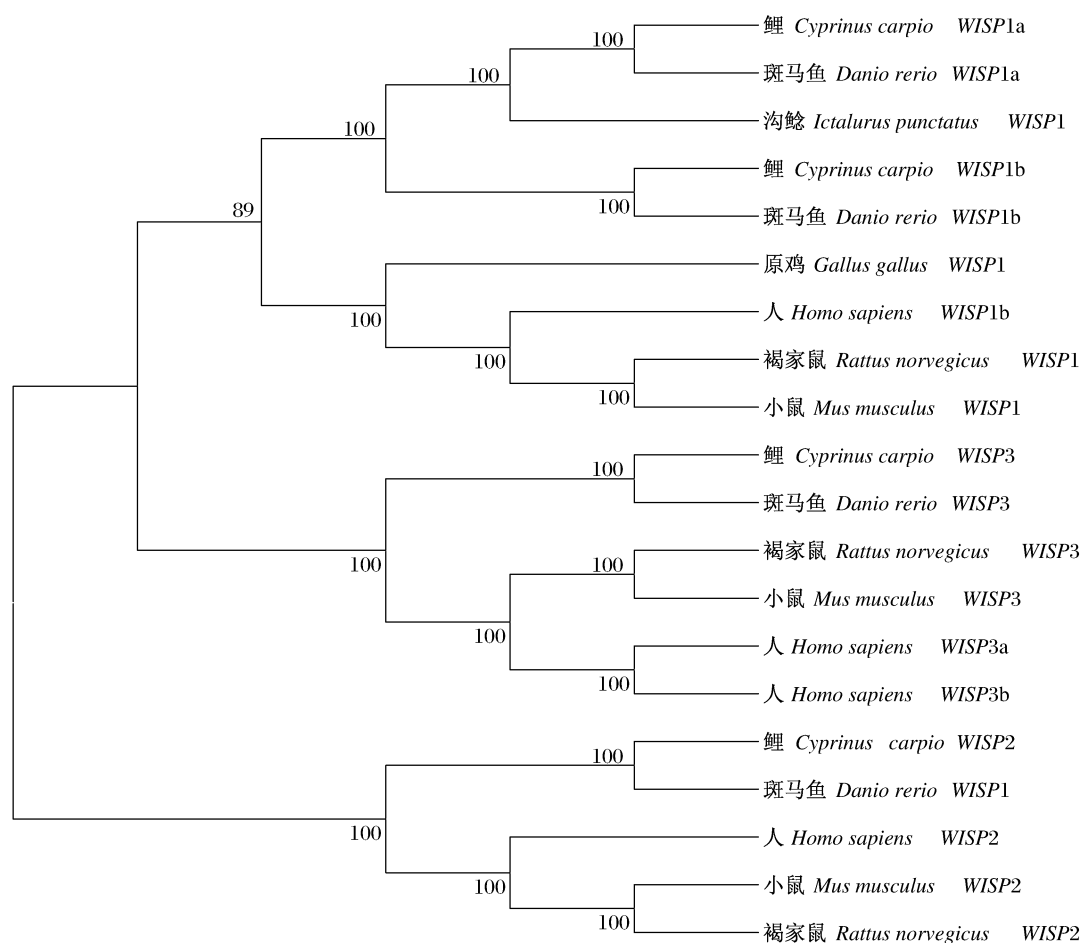 鲤 Cyprinus carpio WISP1a
100
斑马鱼 Danio rerio WISP1a
100
沟鲶 Ictalurus punctatus WISP1
100
鲤 Cyprinus carpio WISP1b
100
斑马鱼 Danio rerio WISP1b
89
原鸡 Gallus gallus WISP1
100
人 Homo sapiens WISP1b
100
褐家鼠 Rattus norvegicus WISP1
100
小鼠 Mus musculus WISP1
鲤 Cyprinus carpio WISP3
100
斑马鱼 Danio rerio WISP3
100
褐家鼠 Rattus norvegicus WISP3
100
小鼠 Mus musculus WISP3
100
人 Homo sapiens WISP3a
100
人 Homo sapiens WISP3b
鲤 Cyprinus carpio WISP2
100
斑马鱼 Danio rerio WISP1
100
人 Homo sapiens WISP2
100
小鼠 Mus musculus WISP2
100
褐家鼠 Rattus norvegicus WISP2